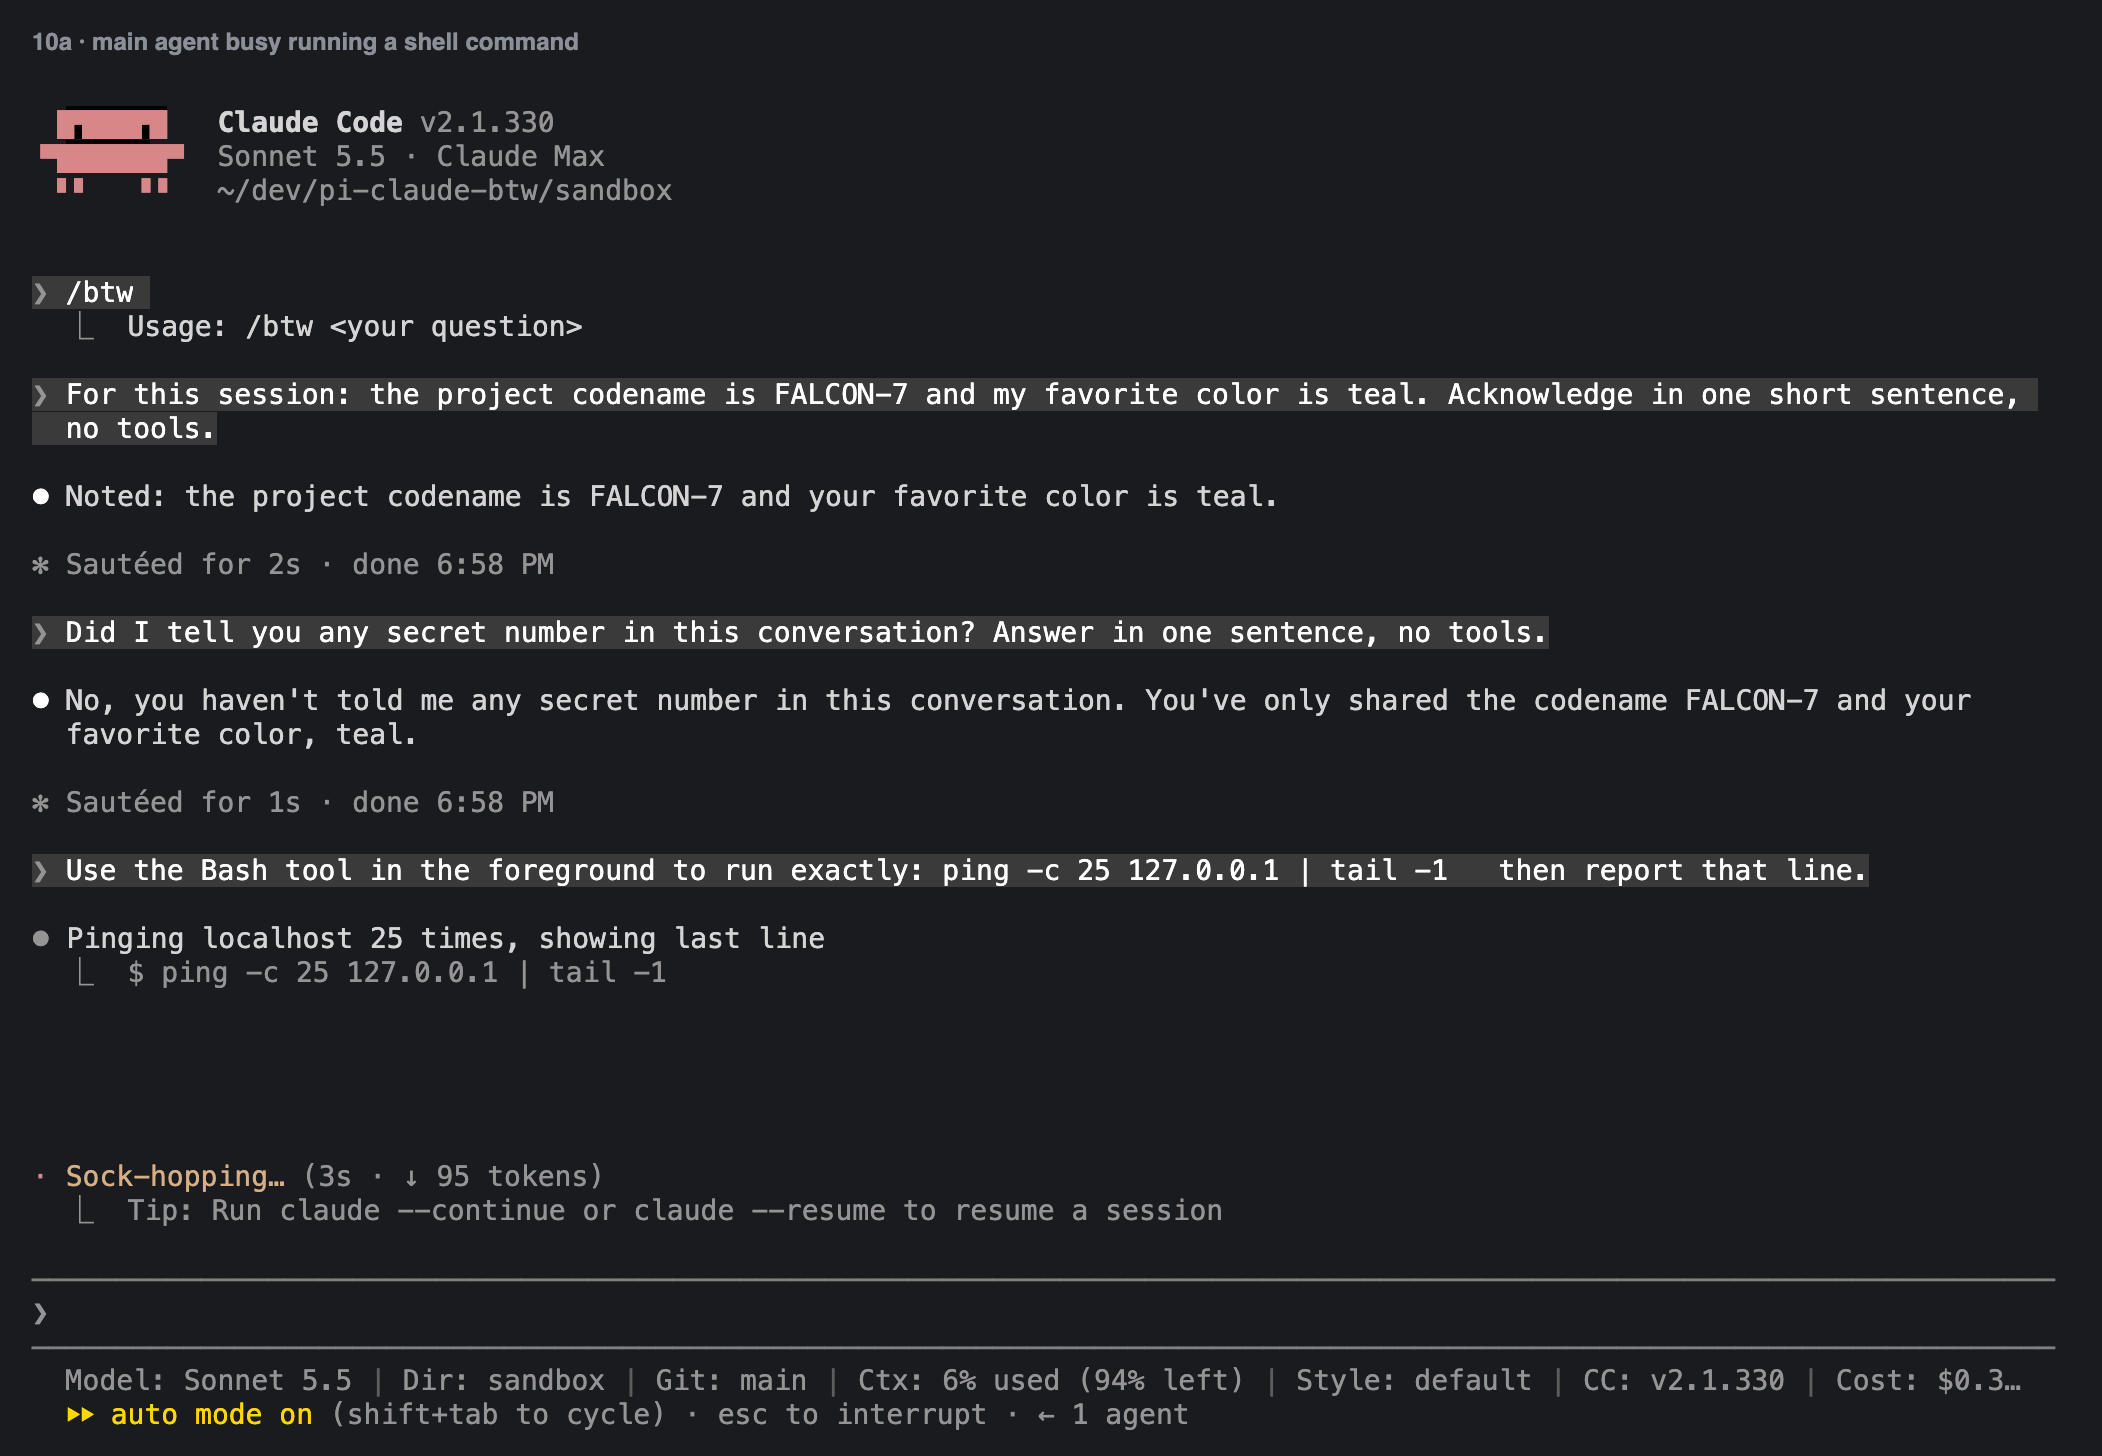 10a · main agent busy running a shell command
Claude Code v2.1.330
Sonnet 5.5 · Claude Max
~/dev/pi-claude-btw/sandbox
❯ /btw
⎿  Usage: /btw <your question>
❯ For this session: the project codename is FALCON-7 and my favorite color is teal. Acknowledge in one short sentence,
no tools.
● Noted: the project codename is FALCON-7 and your favorite color is teal.
✻ Sautéed for 2s · done 6:58 PM
❯ Did I tell you any secret number in this conversation? Answer in one sentence, no tools.
● No, you haven't told me any secret number in this conversation. You've only shared the codename FALCON-7 and your
favorite color, teal.
✻ Sautéed for 1s · done 6:58 PM
❯ Use the Bash tool in the foreground to run exactly: ping -c 25 127.0.0.1 | tail -1   then report that line.
● Pinging localhost 25 times, showing last line
⎿  $ ping -c 25 127.0.0.1 | tail -1
· Sock-hopping… (3s · ↓ 95 tokens)
⎿  Tip: Run claude --continue or claude --resume to resume a session
❯
Model: Sonnet 5.5 | Dir: sandbox | Git: main | Ctx: 6% used (94% left) | Style: default | CC: v2.1.330 | Cost: $0.3…
⏵⏵ auto mode on (shift+tab to cycle) · esc to interrupt · ← 1 agent